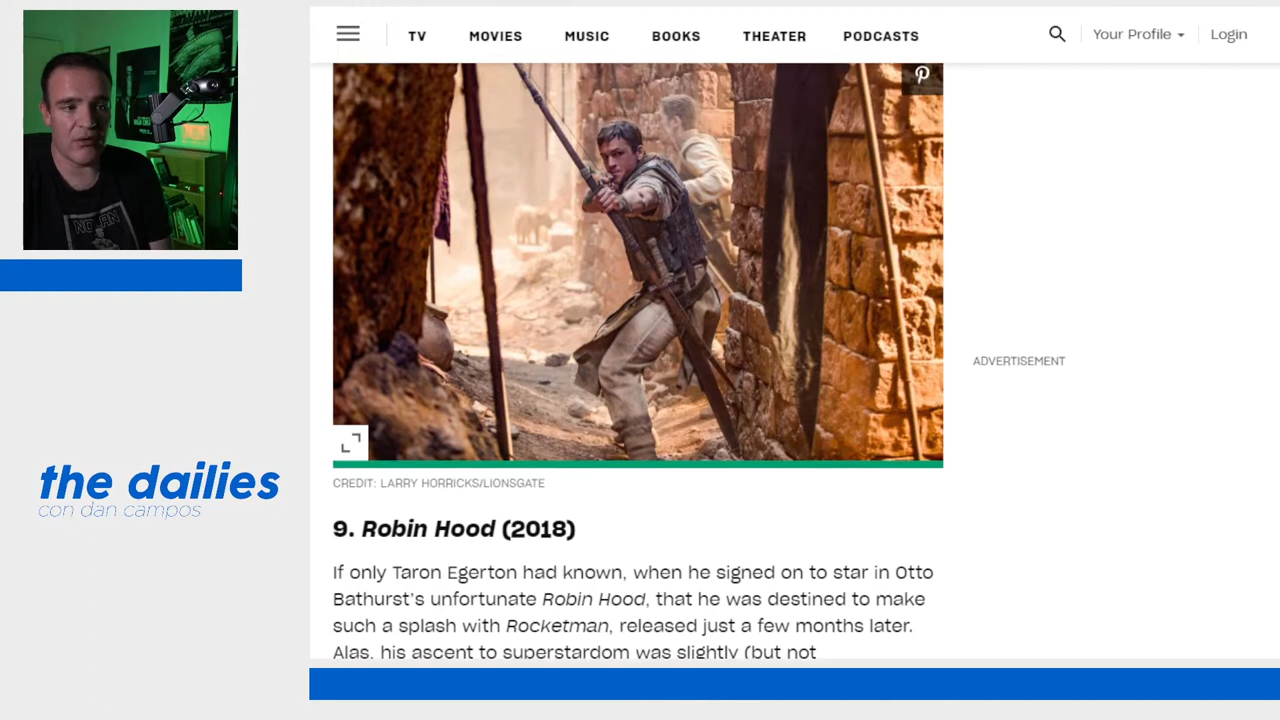 TV MOVIES MUSIC BOOKS THEATER PODCASTS Your Profile Login
NOLAN
ADVERTISEMENT
the dailies
con dan campos
CREDIT: LARRY HORRICKS/LIONSGATE
9. Robin Hood (2018)
If only Taron Egerton had known, when he signed on to star in Otto
Bathurst's unfortunate Robin Hood, that he was destined to make
such a splash with Rocketman, released just a few months later.
Alas, his ascent to superstardom was slightly (but not